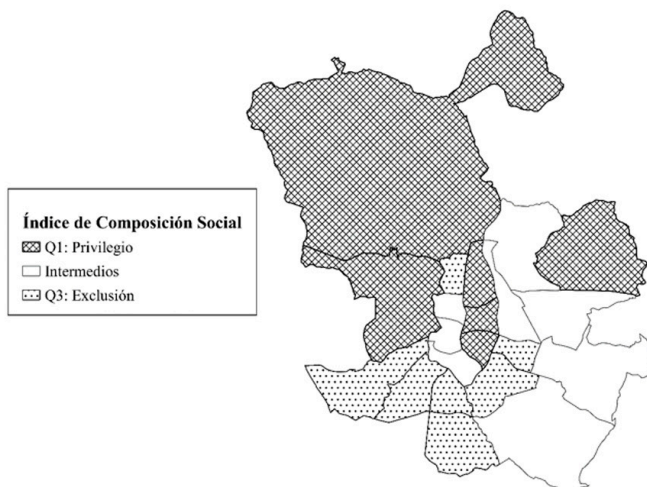 Índice de Composición Social
Q1: Privilegio
Intermedios
Q3: Exclusión